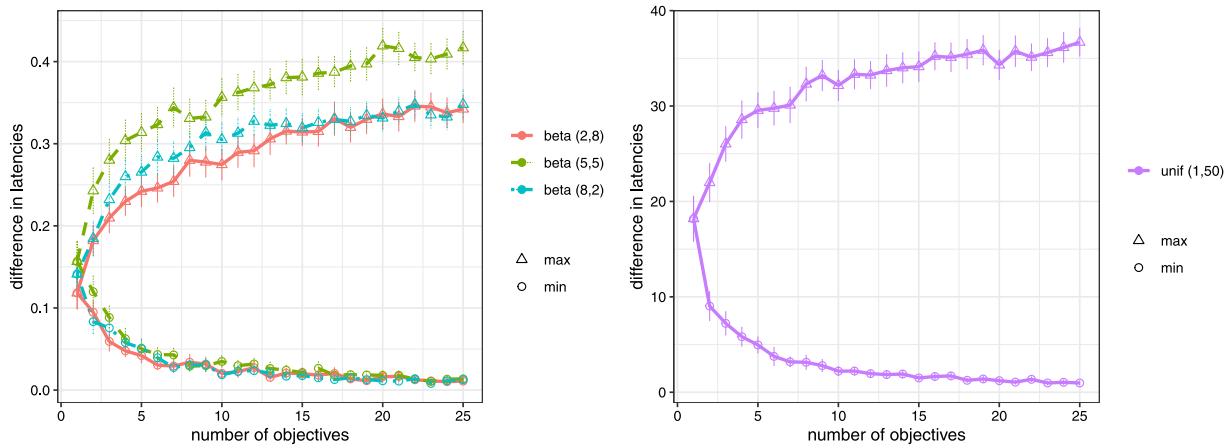 difference in latencies
0.4
0.3
0.2
0.1
0.0
0
5
10
15
20
25
number of objectives
beta (2,8)
beta (5,5)
beta (8,2)
max
min
difference in latencies
40
30
20
10
0
0
5
10
15
20
25
number of objectives
unif (1,50)
max
min